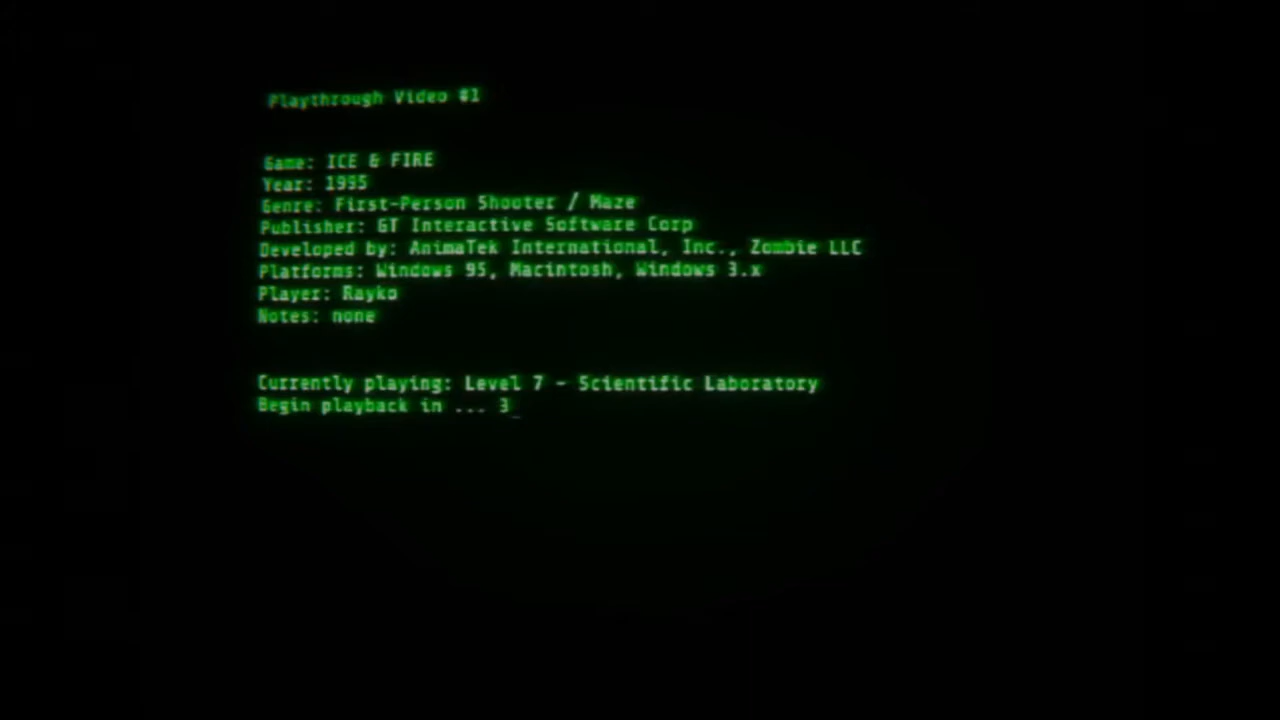 Playthrough Video #1
Game: ICE & FIRE
Year: 1995
Genre: First-Person Shooter / Maze
Publisher: GT Interactive Software Corp
Developed by: AnimaTek International, Inc., Zombie LLC
Platforms: Windows 95, Macintosh, Windows 3.x
Player: Rayko
Notes: none
Currently playing: Level 7 - Scientific Laboratory
Begin playback in ... 3_